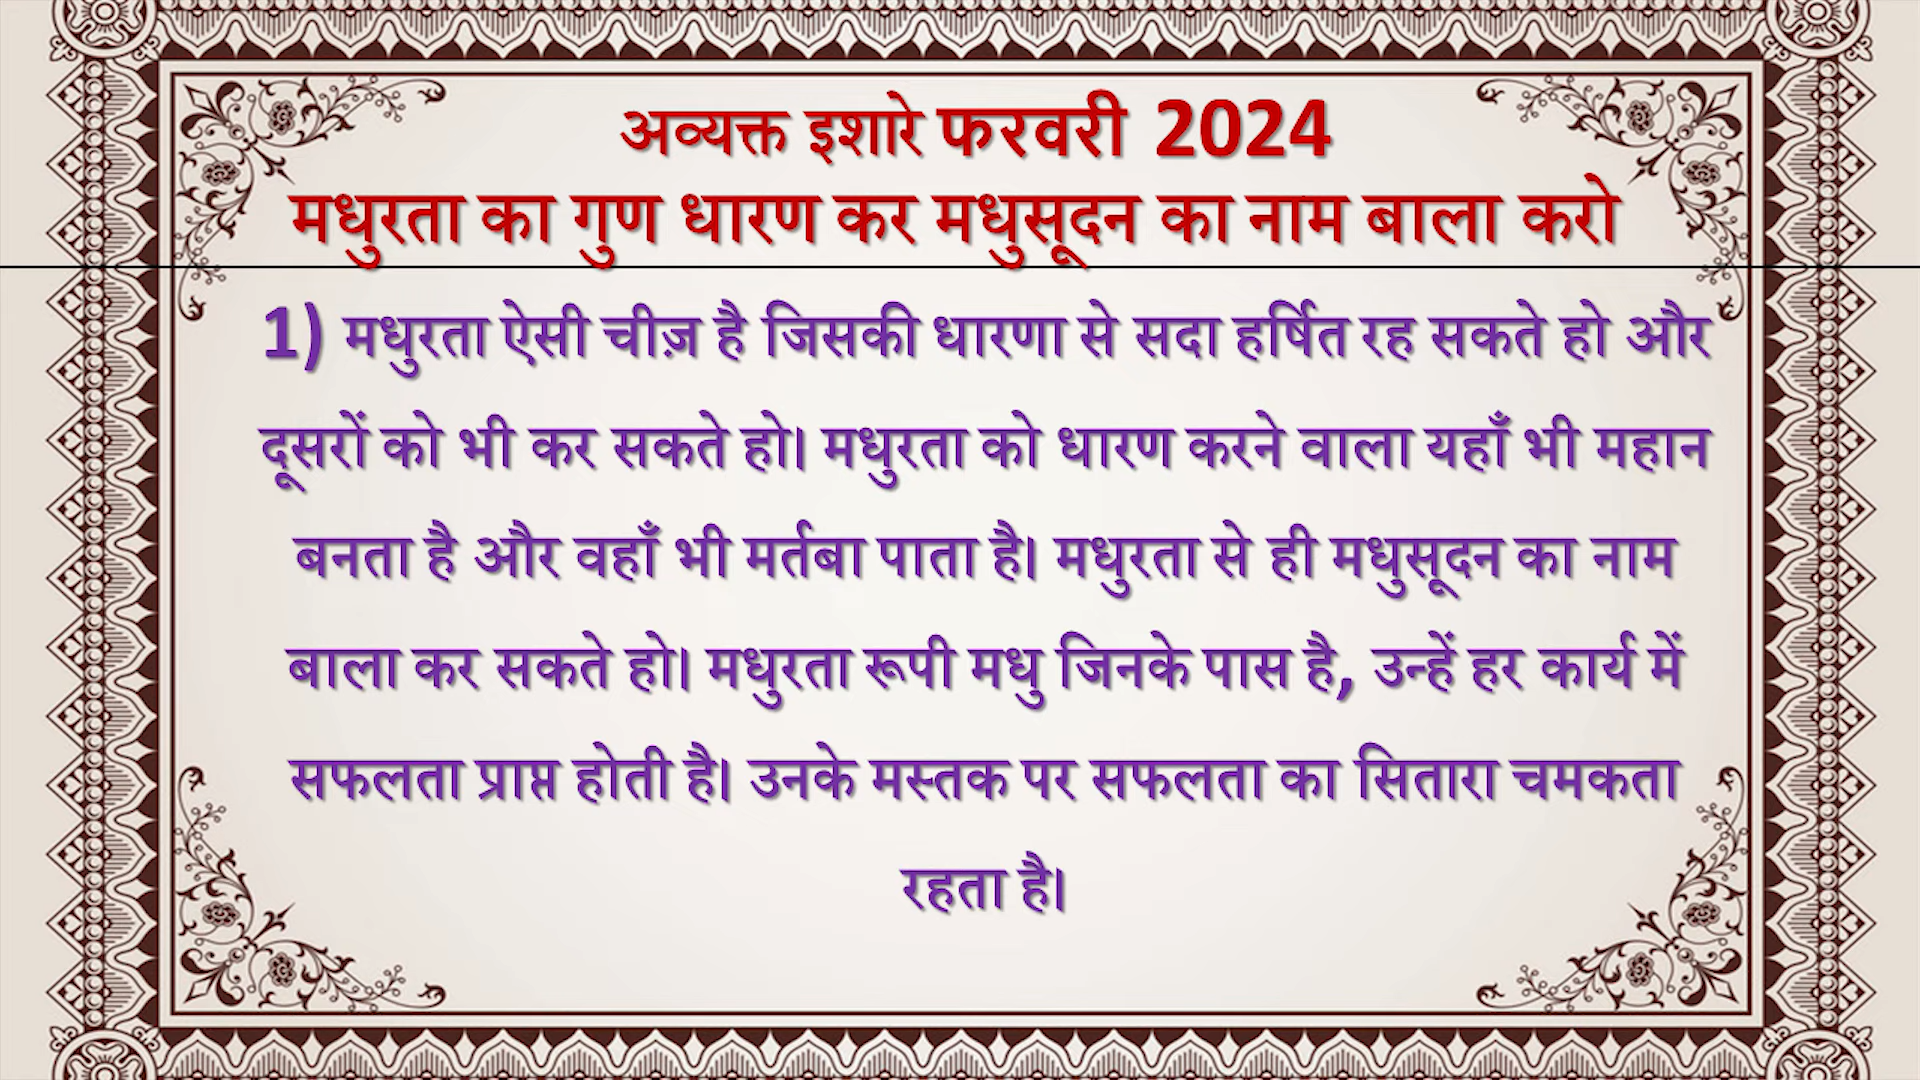 अव्यक्त इशारे फरवरी 2024
मधुरता का गुण धारण कर मधुसूदन का नाम बाला करो
1) मधुरता ऐसी चीज़ है जिसकी धारणा से सदा हर्षित रह सकते हो और
दूसरों को भी कर सकते हो। मधुरता को धारण करने वाला यहाँ भी महान
बनता है और वहाँ भी मर्तबा पाता है। मधुरता से ही मधुसूदन का नाम
बाला कर सकते हो। मधुरता रूपी मधु जिनके पास है, उन्हें हर कार्य में
सफलता प्राप्त होती है। उनके मस्तक पर सफलता का सितारा चमकता
रहता है।